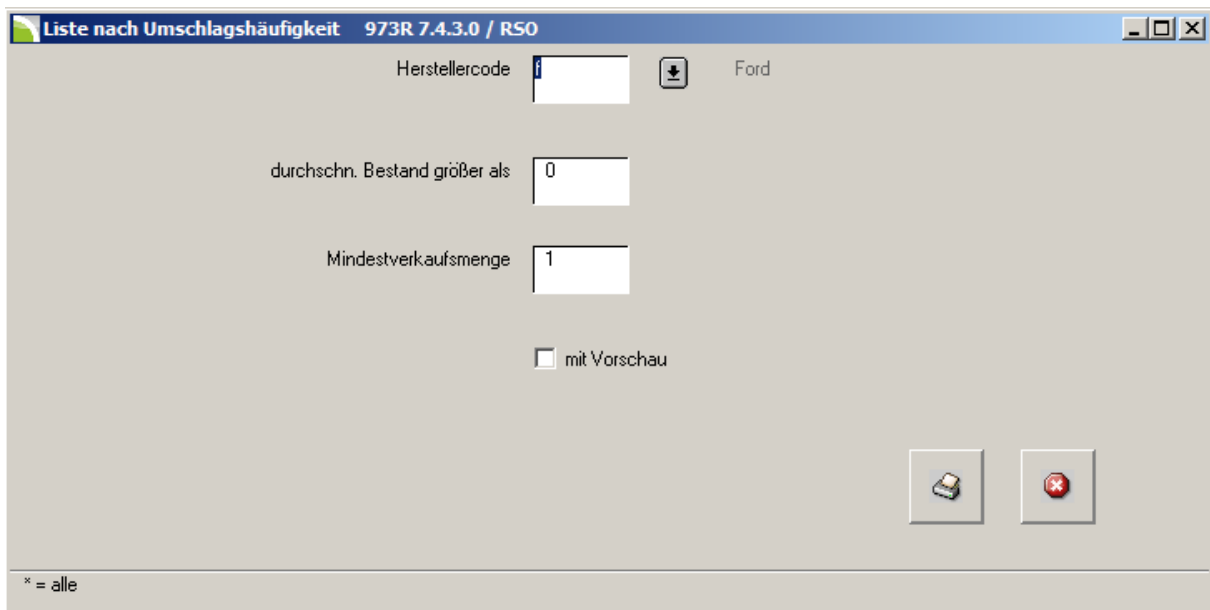 Liste nach Umschlagshäufigkeit 973R 7.4.3.0 / RSO
Herstellercode f Ford
durchschn. Bestand größer als 0
Mindestverkaufsmenge 1
mit Vorschau
* = alle